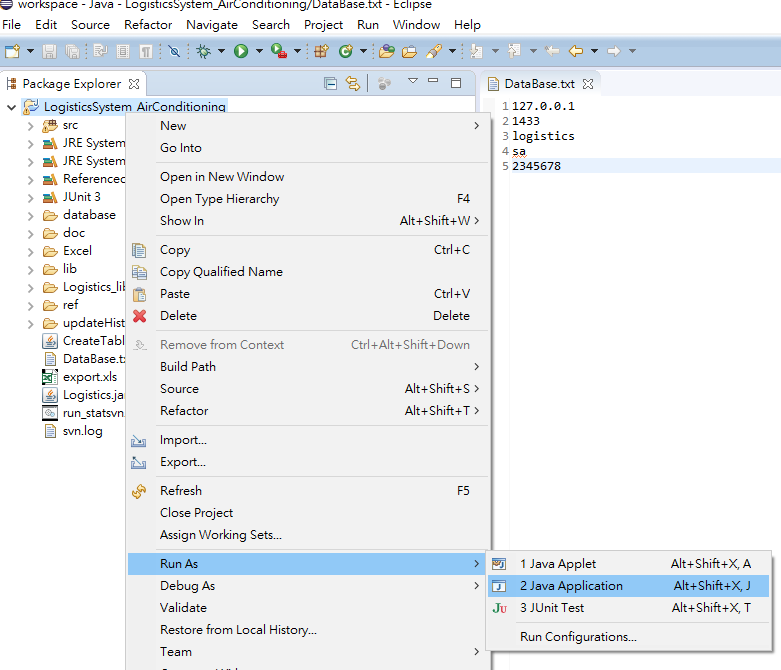 workspace - Java - LogisticsSystem_AirConditioning/DataBase.txt - Eclipse
File Edit Source Refactor Navigate Search Project Run Window Help
Package Explorer
LogisticsSystem_AirConditioning
src
JRE System
JRE System
Referenced
JUnit 3
database
doc
Excel
lib
Logistics_lib
ref
updateHist
CreateTabl
DataBase.tx
export.xls
Logistics.ja
run_statsvn.
svn.log
New
Go Into
Open in New Window
Open Type Hierarchy F4
Show In Alt+Shift+W
Copy Ctrl+C
Copy Qualified Name
Paste Ctrl+V
Delete Delete
Remove from Context Ctrl+Alt+Shift+Down
Build Path
Source Alt+Shift+S
Refactor Alt+Shift+T
Import...
Export...
Refresh F5
Close Project
Assign Working Sets...
Run As
Debug As
Validate
Restore from Local History...
Team
1 Java Applet Alt+Shift+X, A
2 Java Application Alt+Shift+X, J
3 JUnit Test Alt+Shift+X, T
Run Configurations...
DataBase.txt
1 127.0.0.1
2 1433
3 logistics
4 sa
5 2345678